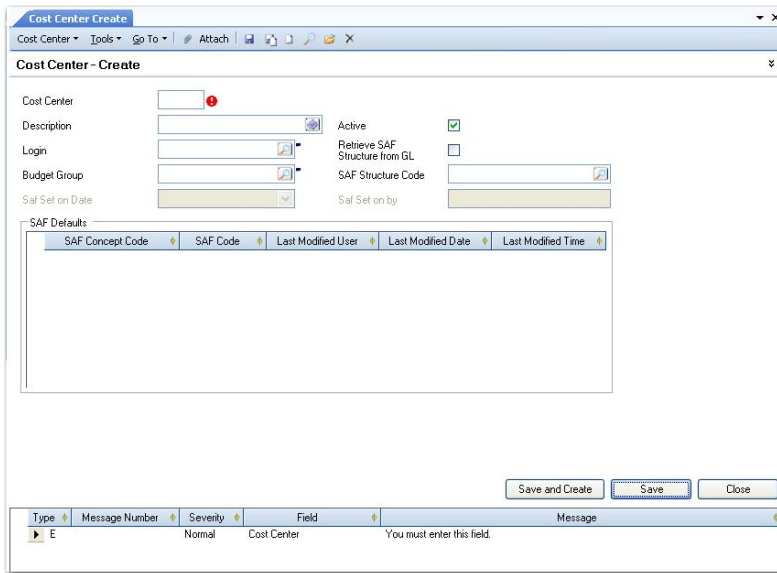 Cost Center Create
Cost Center Tools Go To Attach
Cost Center - Create
Cost Center
Description Active
Login Retrieve SAF Structure from GL
Budget Group SAF Structure Code
Saf Set on Date Saf Set on by
SAF Defaults
SAF Concept Code SAF Code Last Modified User Last Modified Date Last Modified Time
Save and Create Save Close
Type Message Number Severity Field Message
E Normal Cost Center You must enter this field.